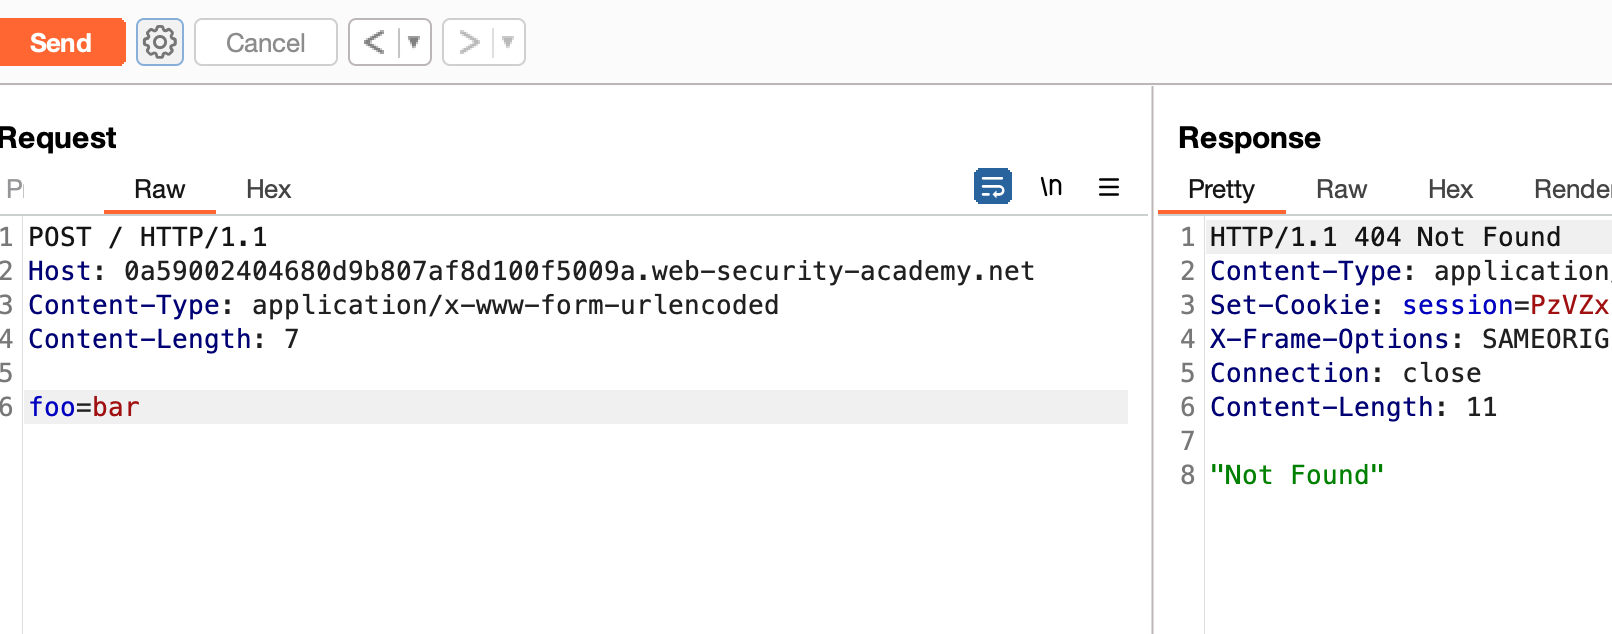 Send Cancel < ▼ > ▼
Request
Raw Hex \n
1 POST / HTTP/1.1
2 Host: 0a59002404680d9b807af8d100f5009a.web-security-academy.net
3 Content-Type: application/x-www-form-urlencoded
4 Content-Length: 7
5
6 foo=bar
Response
Pretty Raw Hex Render
1 HTTP/1.1 404 Not Found
2 Content-Type: application
3 Set-Cookie: session=PzVZx
4 X-Frame-Options: SAMEORIG
5 Connection: close
6 Content-Length: 11
7
8 "Not Found"